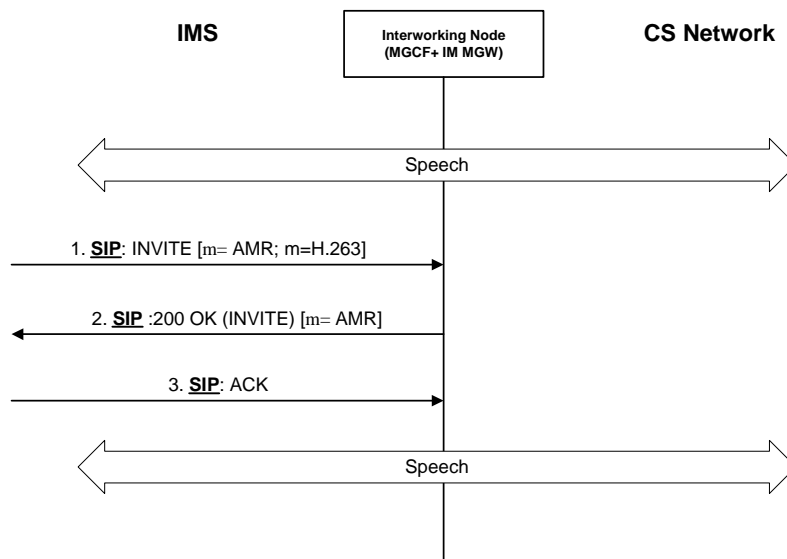 IMS
Interworking Node
(MGCF+ IM MGW)
CS Network
Speech
1. SIP: INVITE [m= AMR; m=H.263]
2. SIP :200 OK (INVITE) [m= AMR]
3. SIP: ACK
Speech